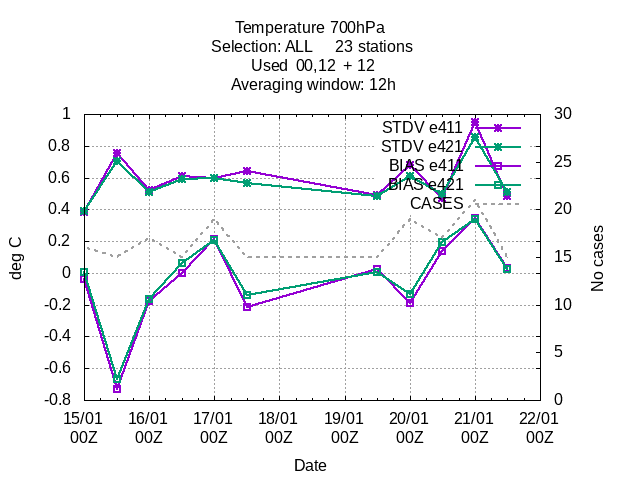 Temperature 700hPa
Selection: ALL 23 stations
Used 00,12 + 12
Averaging window: 12h
1
0.8
0.6
0.4
0.2
0
-0.2
-0.4
-0.6
-0.8
deg C
STDV e411
STDV e421
BIAS e411
BIAS e421
CASES
30
25
20
15
10
5
0
No cases
15/01 16/01 17/01 18/01 19/01 20/01 21/01 22/01
00Z 00Z 00Z 00Z 00Z 00Z 00Z 00Z
Date